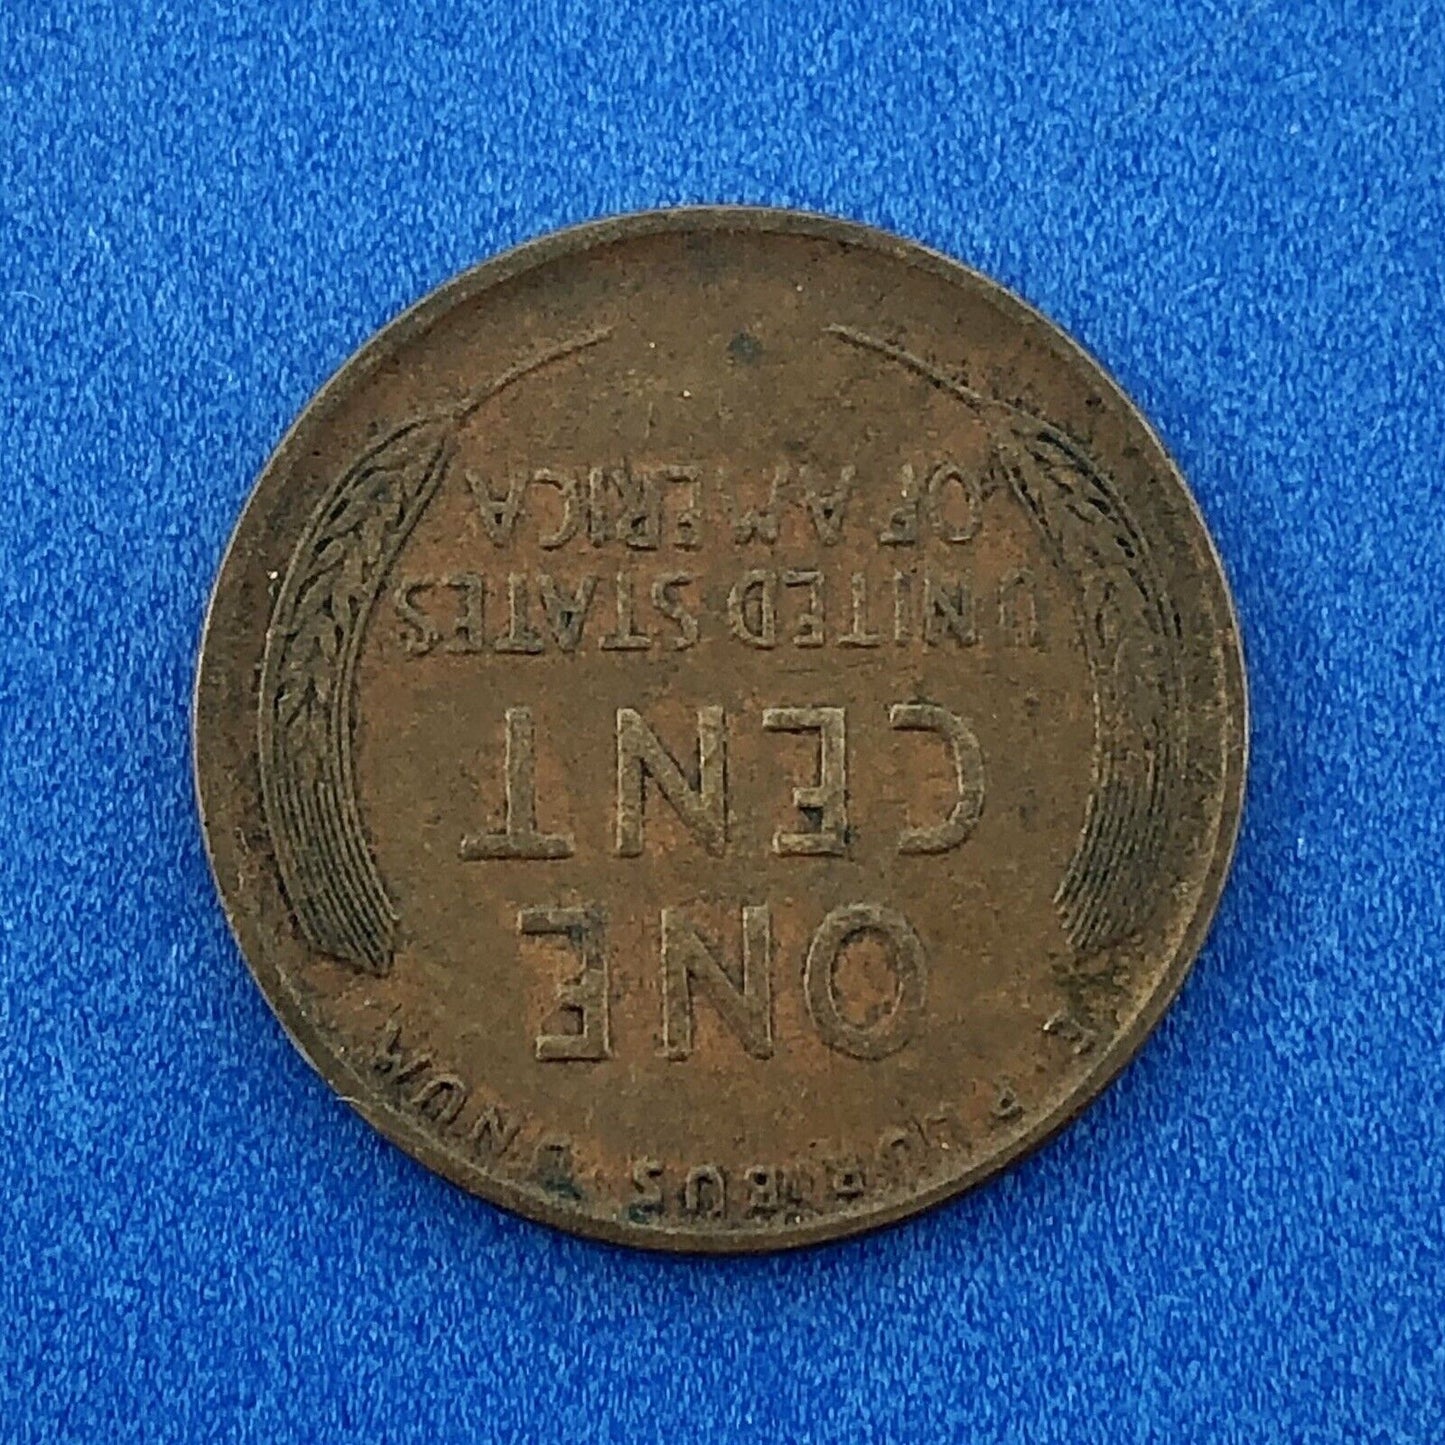 E PLURIBUS UNUM
ONE
CENT
UNITED STATES
OF AMERICA